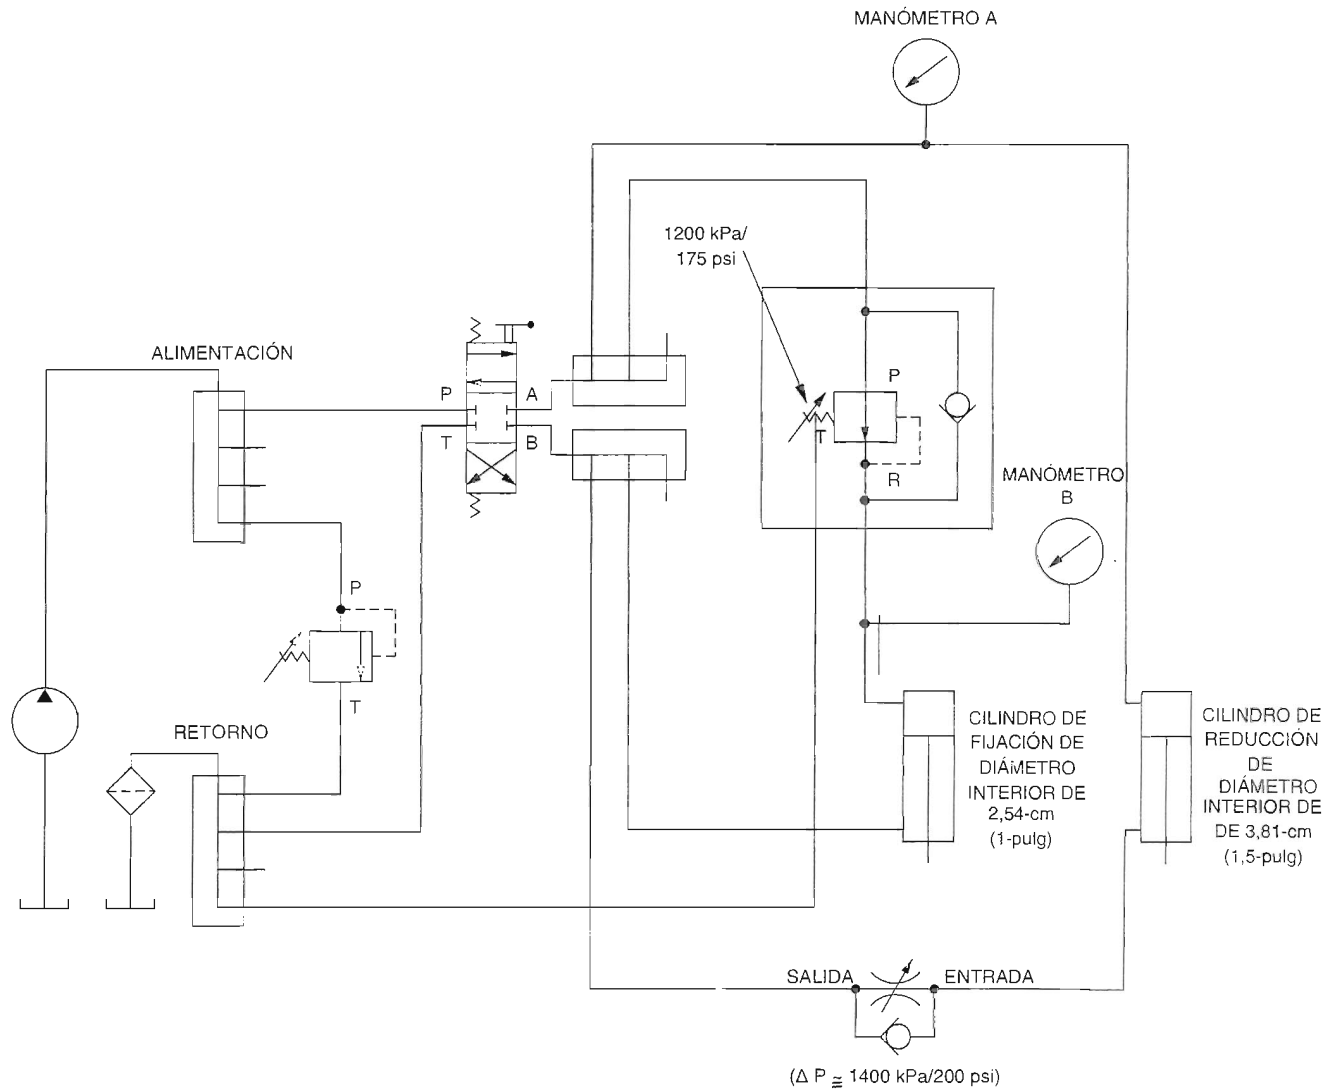 MANÓMETRO A
1200 kPa/
175 psi
ALIMENTACIÓN
P
A
T
B
P
T
R
MANÓMETRO
B
P
T
RETORNO
CILINDRO DE
FIJACIÓN DE
DIÁMETRO
INTERIOR DE
2,54-cm
(1-pulg)
CILINDRO DE
REDUCCIÓN
DE
DIÁMETRO
INTERIOR DE
DE 3,81-cm
(1,5-pulg)
SALIDA
ENTRADA
(Δ P ≅ 1400 kPa/200 psi)